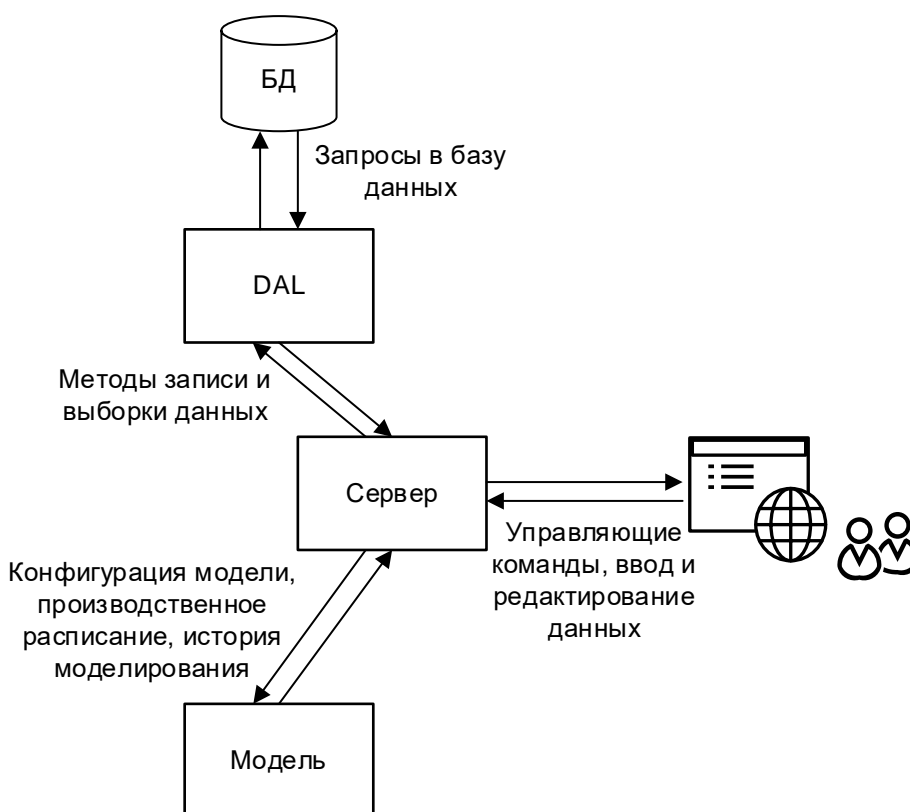 БД
Запросы в базу
данных
DAL
Методы записи и
выборки данных
Сервер
Управляющие
команды, ввод и
редактирование
данных
Конфигурация модели,
производственное
расписание, история
моделирования
Модель